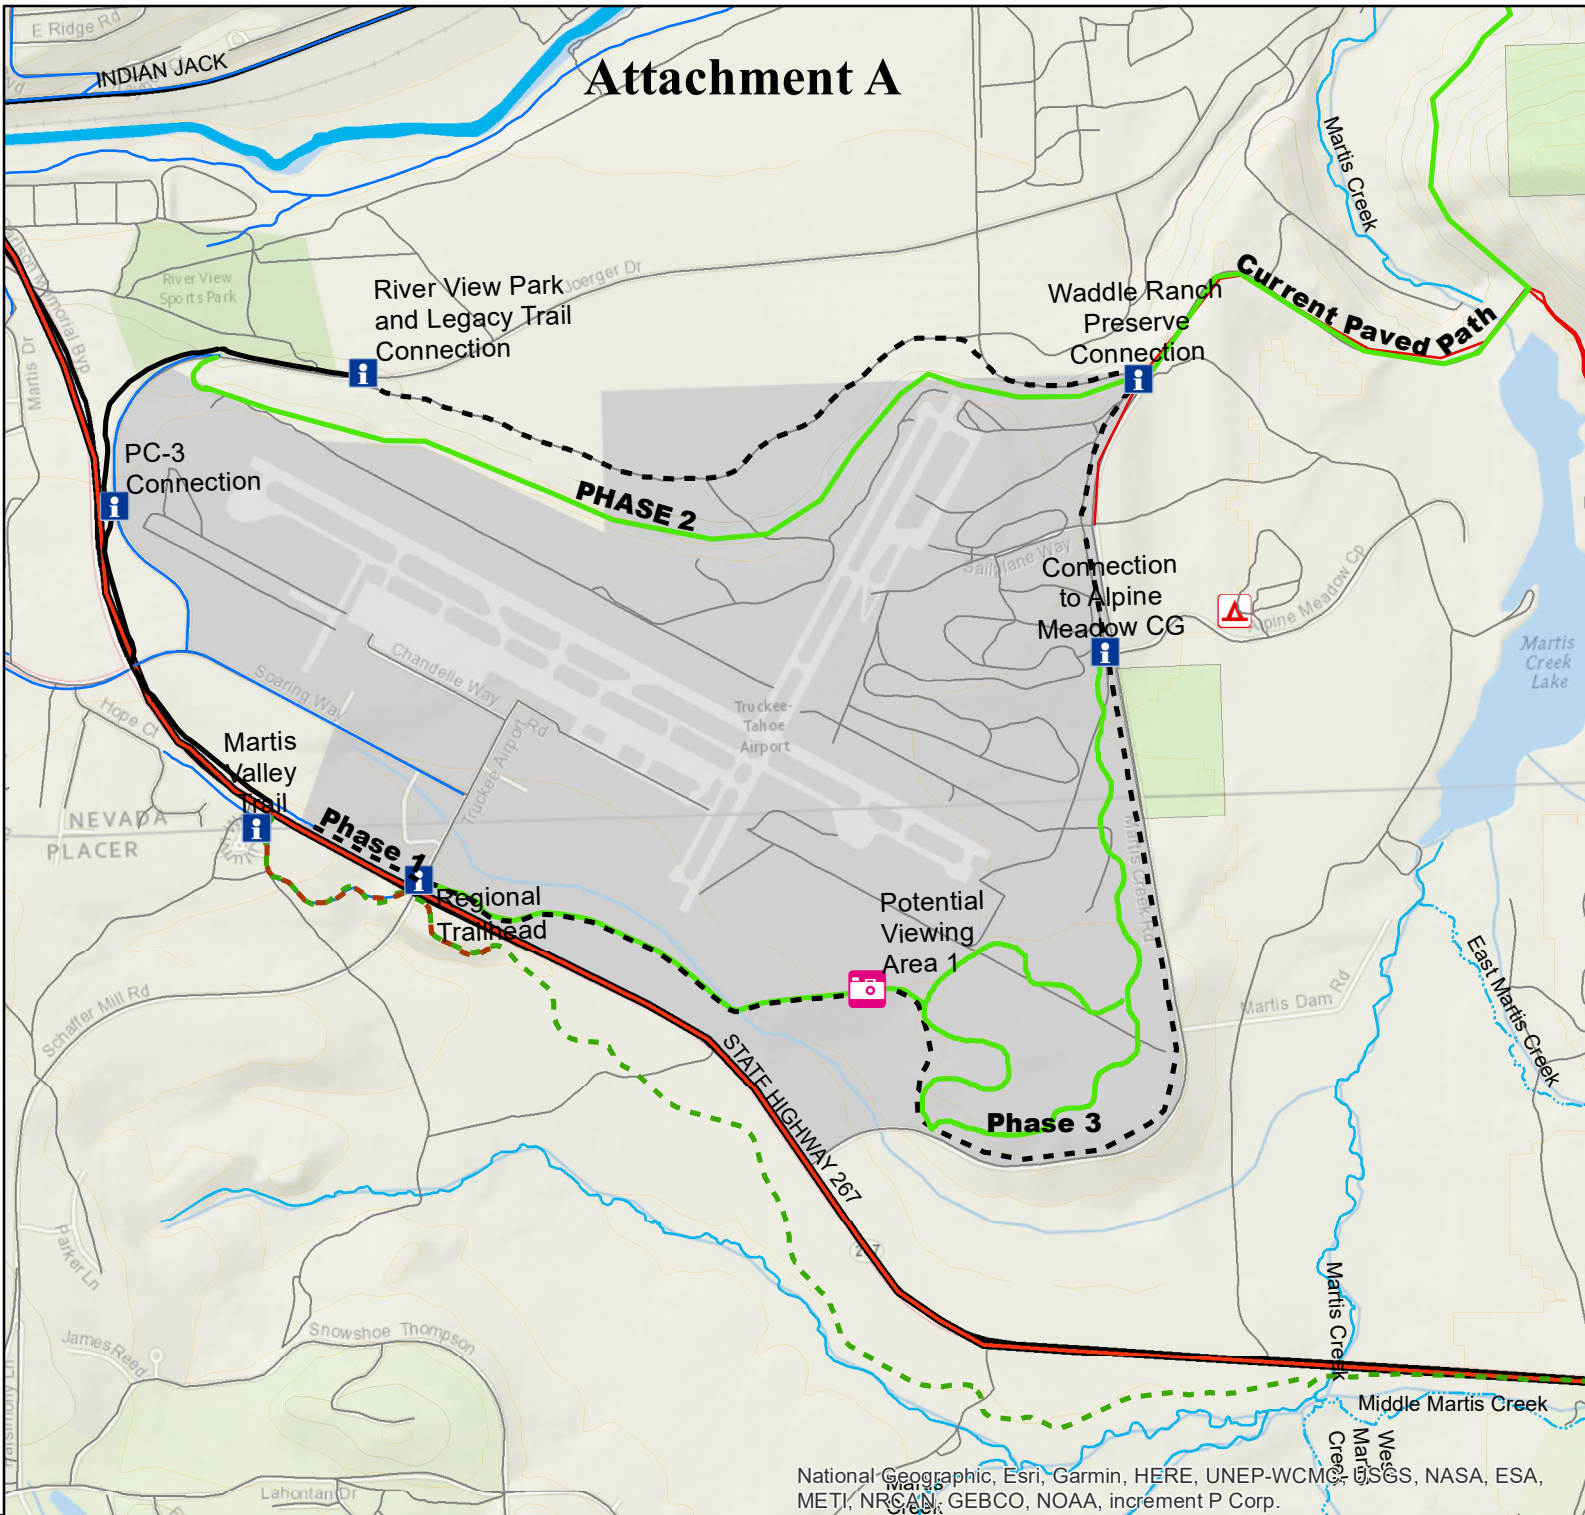 E Ridge Rd
INDIAN JACK
Attachment A
Martis Creek
River View
Sports Park
Martis Dr
River View Park
and Legacy Trail
Connection
Joerger Dr
Waddle Ranch
Preserve
Connection
Current Paved Path
PC-3
Connection
PHASE 2
Sailplane Way
Connection
to Alpine
Meadow CG
Alpine Meadow Cp
Martis
Creek
Lake
Chandelle Way
Soaring Way
Truckee Airport Rd
Truckee-
Tahoe
Airport
Hope Ct
Martis
Valley
Trail
NEVADA
PLACER
Phase 1
Regional
Trailhead
Martis Creek Rd
Potential
Viewing
Area 1
Schaffer Mill Rd
Martis Dam Rd
East Martis Creek
STATE HIGHWAY 267
Phase 3
Parker Ln
267
Martis Creek
James Reed
Snowshoe Thompson
Middle Martis Creek
Lahontan Dr
National Geographic, Esri, Garmin, HERE, UNEP-WCMC, USGS, NASA, ESA,
METI, NRCAN, GEBCO, NOAA, increment P Corp.